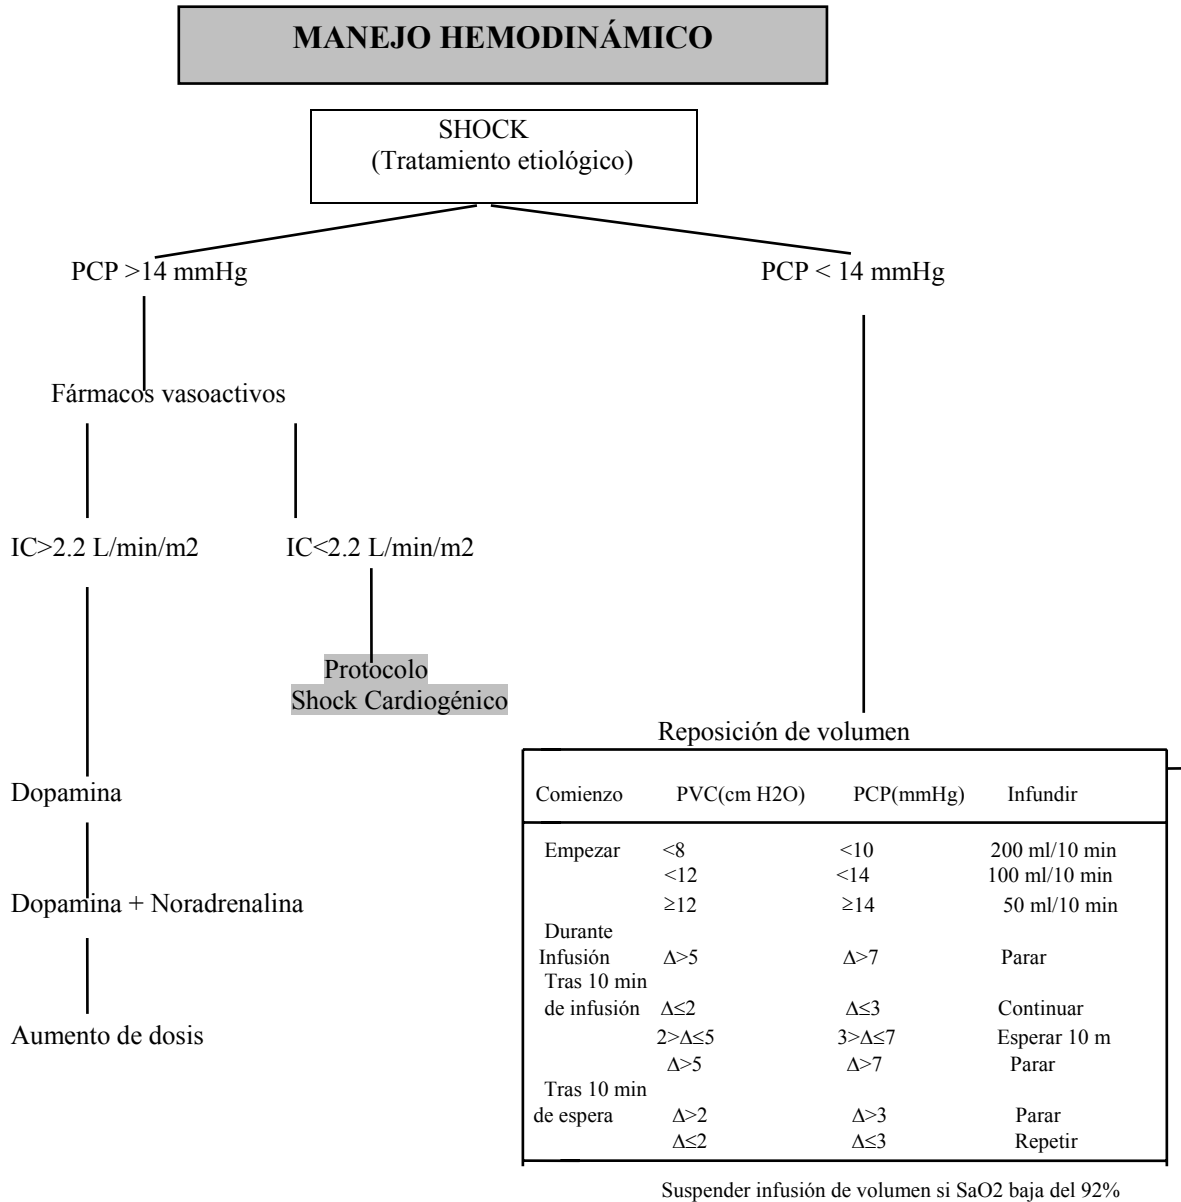 MANEJO HEMODINÁMICO
SHOCK
(Tratamiento etiológico)
PCP >14 mmHg
PCP < 14 mmHg
Fármacos vasoactivos
IC>2.2 L/min/m2
IC<2.2 L/min/m2
Protocolo
Shock Cardiogénico
Dopamina
Dopamina + Noradrenalina
Aumento de dosis
Reposición de volumen
Comienzo PVC(cm H2O) PCP(mmHg) Infundir
Empezar <8 <10 200 ml/10 min
<12 <14 100 ml/10 min
≥12 ≥14 50 ml/10 min
Durante
Infusión Δ>5 Δ>7 Parar
Tras 10 min
de infusión Δ≤2 Δ≤3 Continuar
2>Δ≤5 3>Δ≤7 Esperar 10 m
Δ>5 Δ>7 Parar
Tras 10 min
de espera Δ>2 Δ>3 Parar
Δ≤2 Δ≤3 Repetir
Suspender infusión de volumen si SaO2 baja del 92%